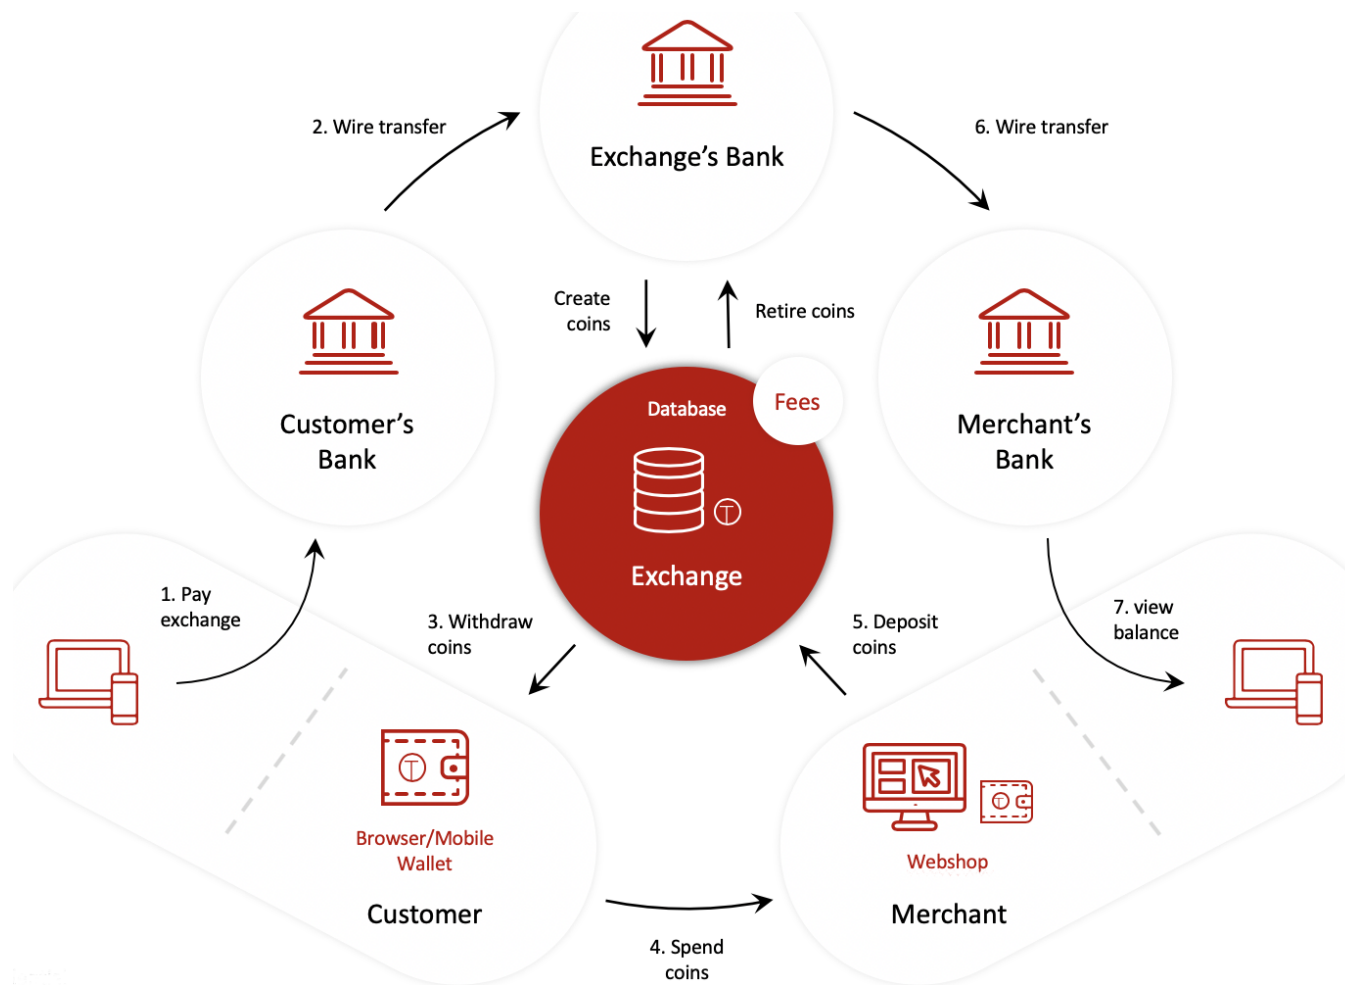 2. Wire transfer
Exchange’s Bank
6. Wire transfer
Create
coins
Retire coins
Customer’s
Bank
Database
Fees
Merchant’s
Bank
T
Exchange
1. Pay
exchange
3. Withdraw
coins
5. Deposit
coins
7. view
balance
T
Browser/Mobile
Wallet
Customer
T
Webshop
Merchant
4. Spend
coins